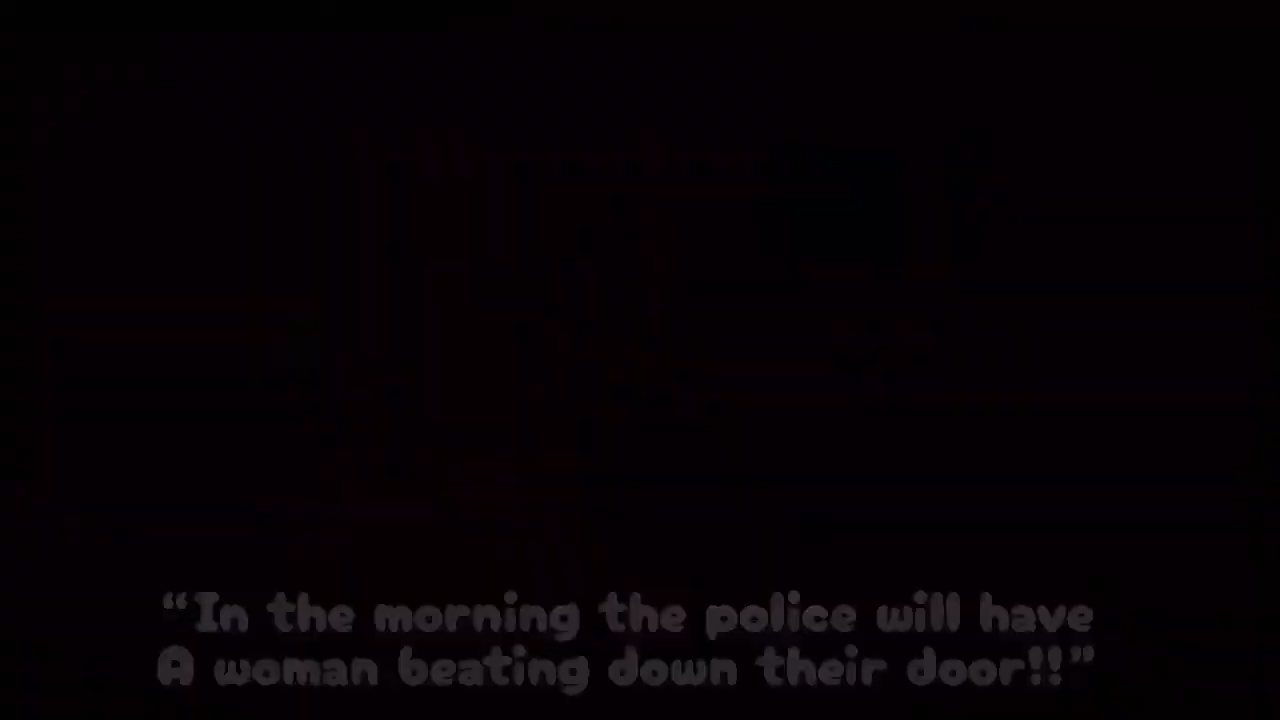 “In the morning the police will have
A woman beating down their door!!”